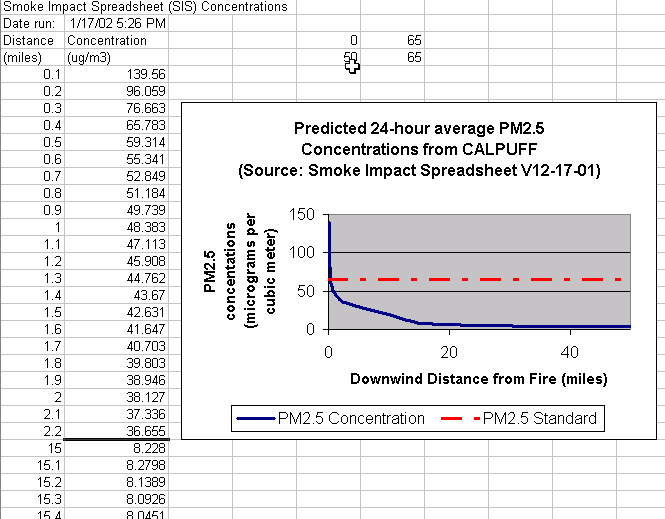 Smoke Impact Spreadsheet (SIS) Concentrations
Date run: 1/17/02 5:26 PM
Distance Concentration 0 65
(miles) (ug/m3) 50 65
0.1 139.56
0.2 96.059
0.3 76.663
0.4 65.783
0.5 59.314
0.6 55.341
0.7 52.849
0.8 51.184
0.9 49.739
1 48.383
1.1 47.113
1.2 45.908
1.3 44.762
1.4 43.67
1.5 42.631
1.6 41.647
1.7 40.703
1.8 39.803
1.9 38.946
2 38.127
2.1 37.336
2.2 36.655
15 8.228
15.1 8.2798
15.2 8.1389
15.3 8.0926
15.4 8.0451
Predicted 24-hour average PM2.5
Concentrations from CALPUFF
(Source: Smoke Impact Spreadsheet V12-17-01)
PM2.5
concentations
(micrograms per
cubic meter)
150
100
50
0
0 20 40
Downwind Distance from Fire (miles)
PM2.5 Concentration PM2.5 Standard